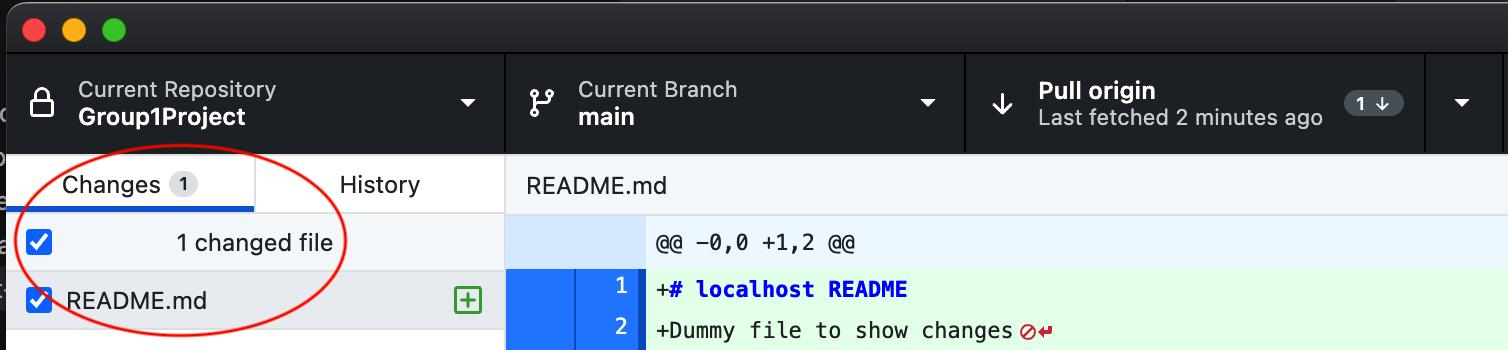 Current Repository
Group1Project
Current Branch
main
Pull origin
Last fetched 2 minutes ago
1
Changes 1
History
1 changed file
README.md
README.md
@@ -0,0 +1,2 @@
1 +# localhost README
2 +Dummy file to show changes